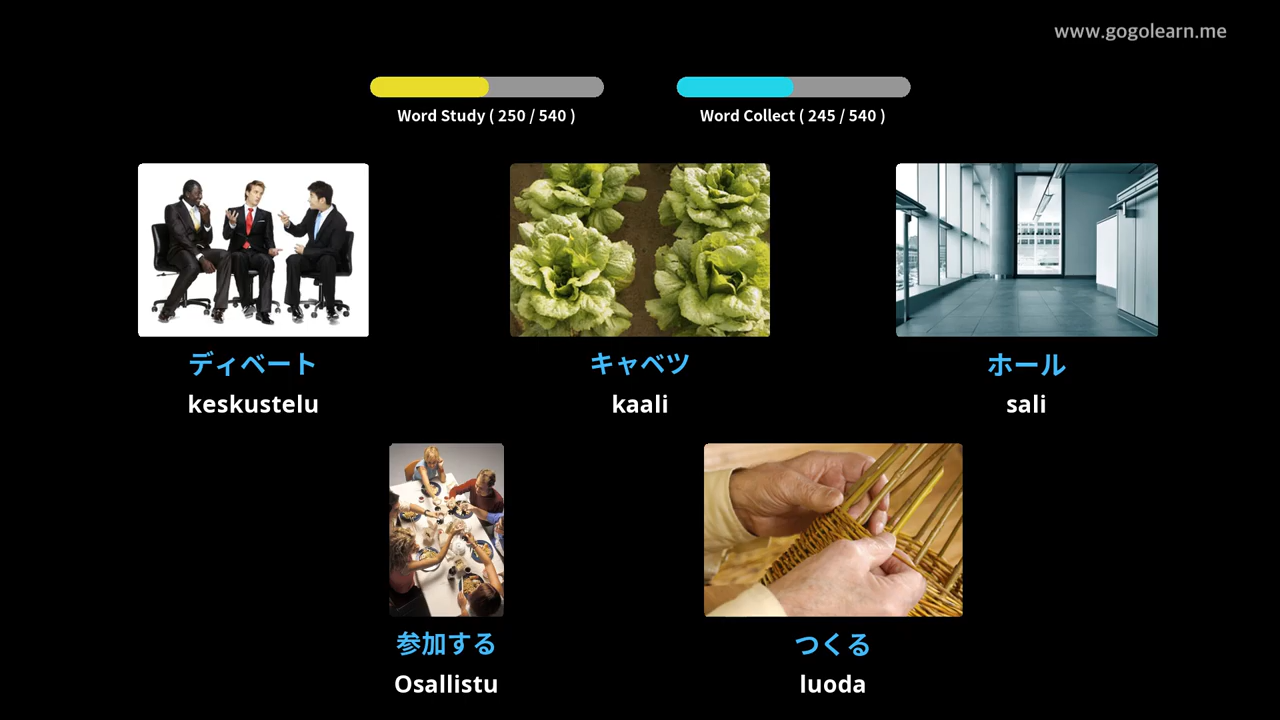 www.gogolearn.me
Word Study ( 250 / 540 )
Word Collect ( 245 / 540 )
ディベート
keskustelu
キャベツ
kaali
ホール
sali
参加する
Osallistu
つくる
luoda